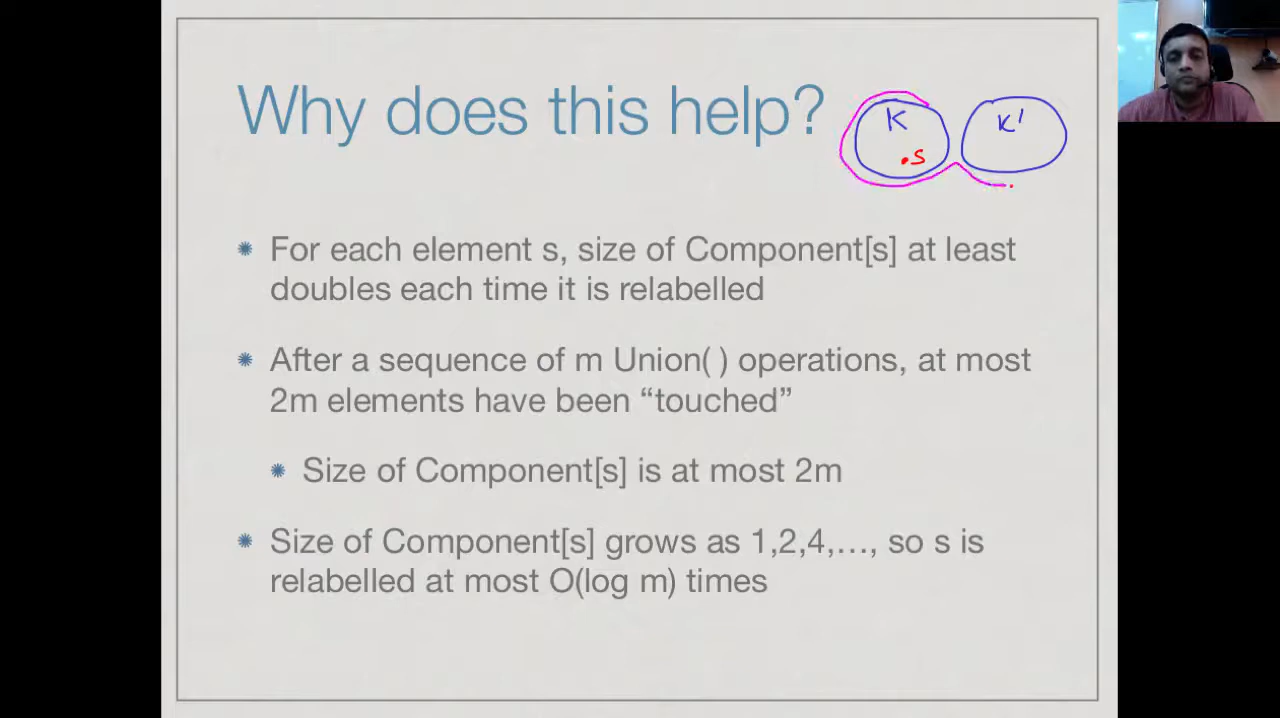 Why does this help?
K
K'
.s
For each element s, size of Component[s] at least
doubles each time it is relabelled
After a sequence of m Union( ) operations, at most
2m elements have been “touched”
Size of Component[s] is at most 2m
Size of Component[s] grows as 1,2,4,…, so s is
relabelled at most O(log m) times